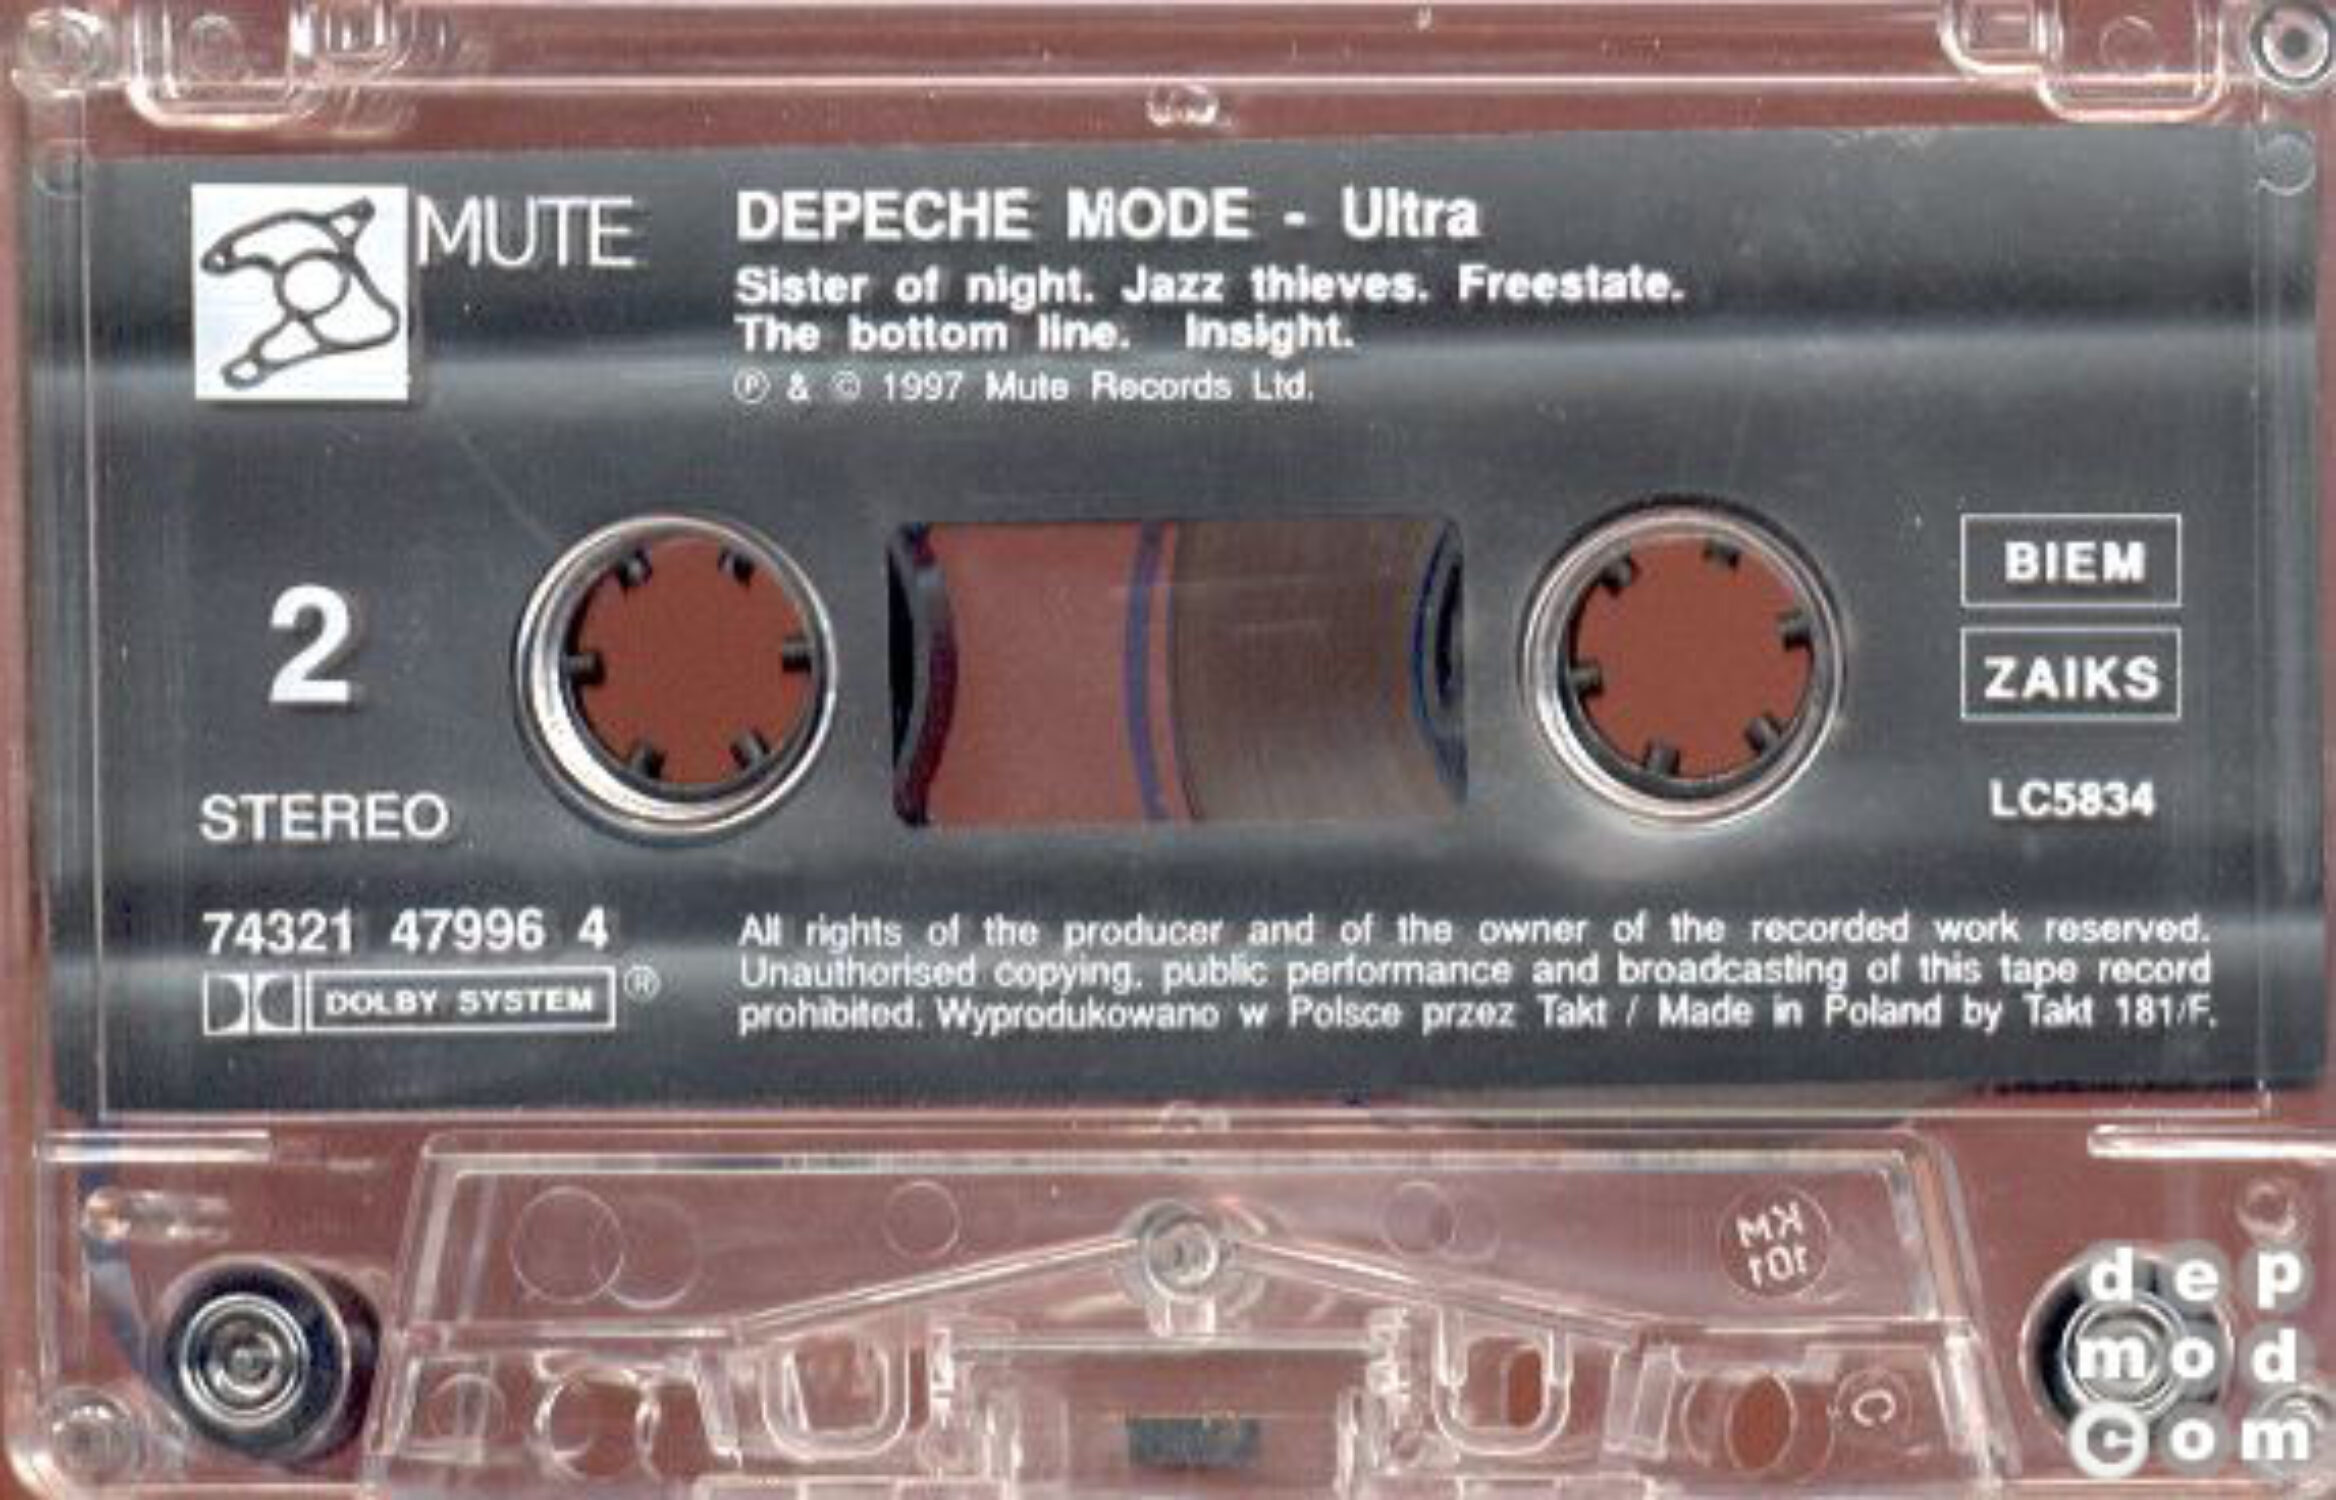 MUTE
DEPECHE MODE - Ultra
Sister of night. Jazz thieves. Freestate.
The bottom line. Insight.
℗ & © 1997 Mute Records Ltd.
2
STEREO
BIEM
ZAIKS
LC5834
74321 47996 4
DOLBY SYSTEM ®
All rights of the producer and of the owner of the recorded work reserved.
Unauthorised copying, public performance and broadcasting of this tape record
prohibited. Wyprodukowano w Polsce przez Takt / Made in Poland by Takt 181/F.
KM
101
C
dep
mod
com